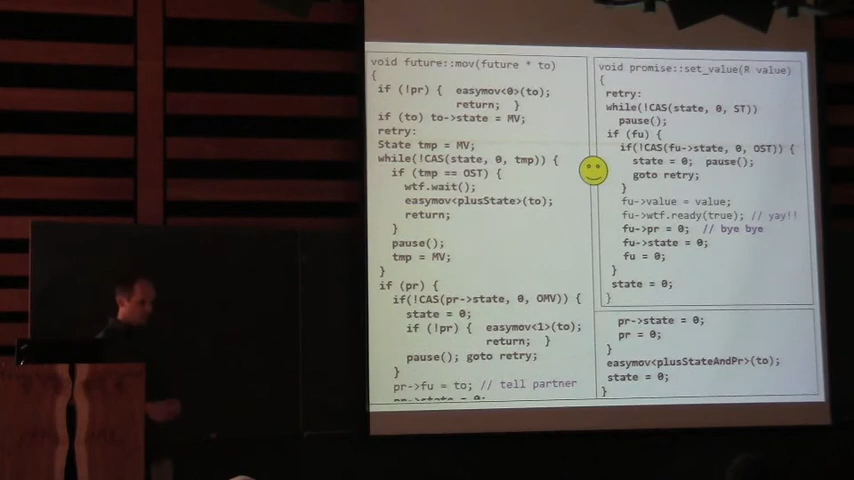 void future::mov(future * to)
{
if (!pr) { easymov<0>(to);
return; }
if (to) to->state = MV;
retry:
State tmp = MV;
while(!CAS(state, 0, tmp)) {
if (tmp == OST) {
wtf.wait();
easymov<plusState>(to);
return;
}
pause();
tmp = MV;
}
if (pr) {
if(!CAS(pr->state, 0, OMV)) {
state = 0;
if (!pr) { easymov<1>(to);
return; }
pause(); goto retry;
}
pr->fu = to; // tell partner
pr->state = 0;
void promise::set_value(R value)
{
retry:
while(!CAS(state, 0, ST))
pause();
if (fu) {
if(!CAS(fu->state, 0, OST)) {
state = 0; pause();
goto retry;
}
fu->value = value;
fu->wtf.ready(true); // yay!!
fu->pr = 0; // bye bye
fu->state = 0;
fu = 0;
}
state = 0;
}
pr->state = 0;
pr = 0;
}
easymov<plusStateAndPr>(to);
state = 0;
}